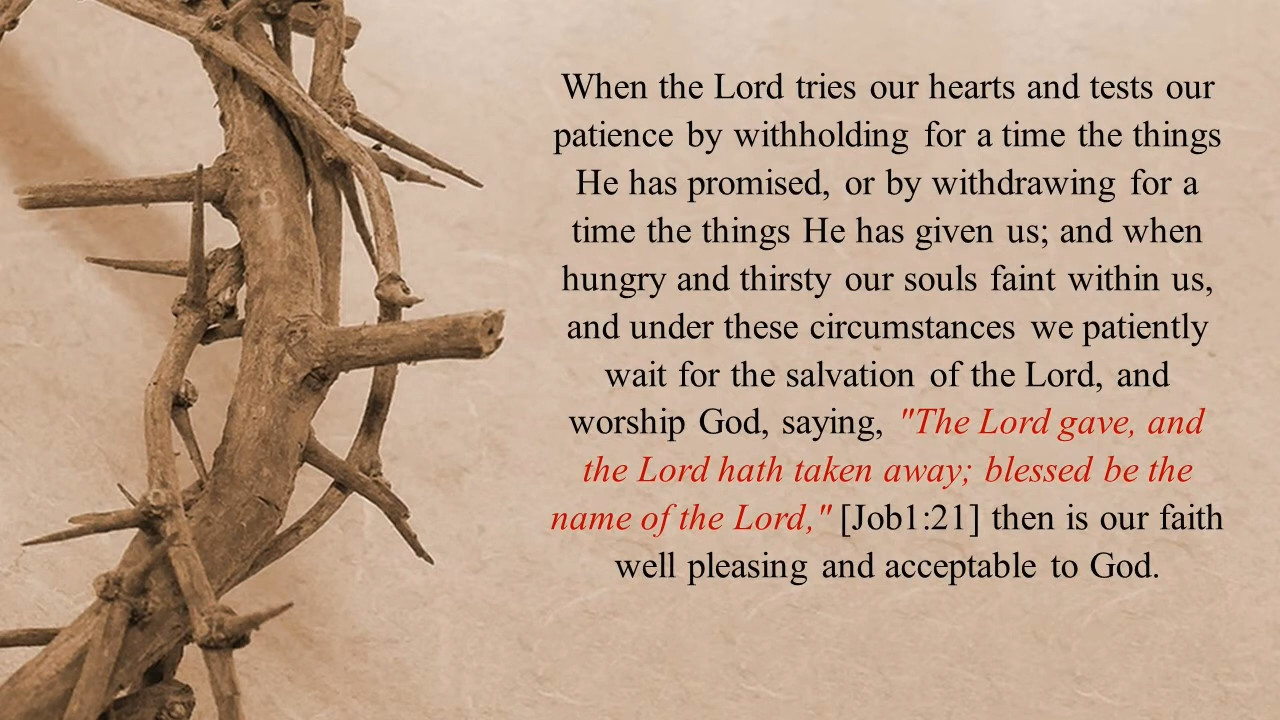 When the Lord tries our hearts and tests our
patience by withholding for a time the things
He has promised, or by withdrawing for a
time the things He has given us; and when
hungry and thirsty our souls faint within us,
and under these circumstances we patiently
wait for the salvation of the Lord, and
worship God, saying, "The Lord gave, and
the Lord hath taken away; blessed be the
name of the Lord," [Job1:21] then is our faith
well pleasing and acceptable to God.